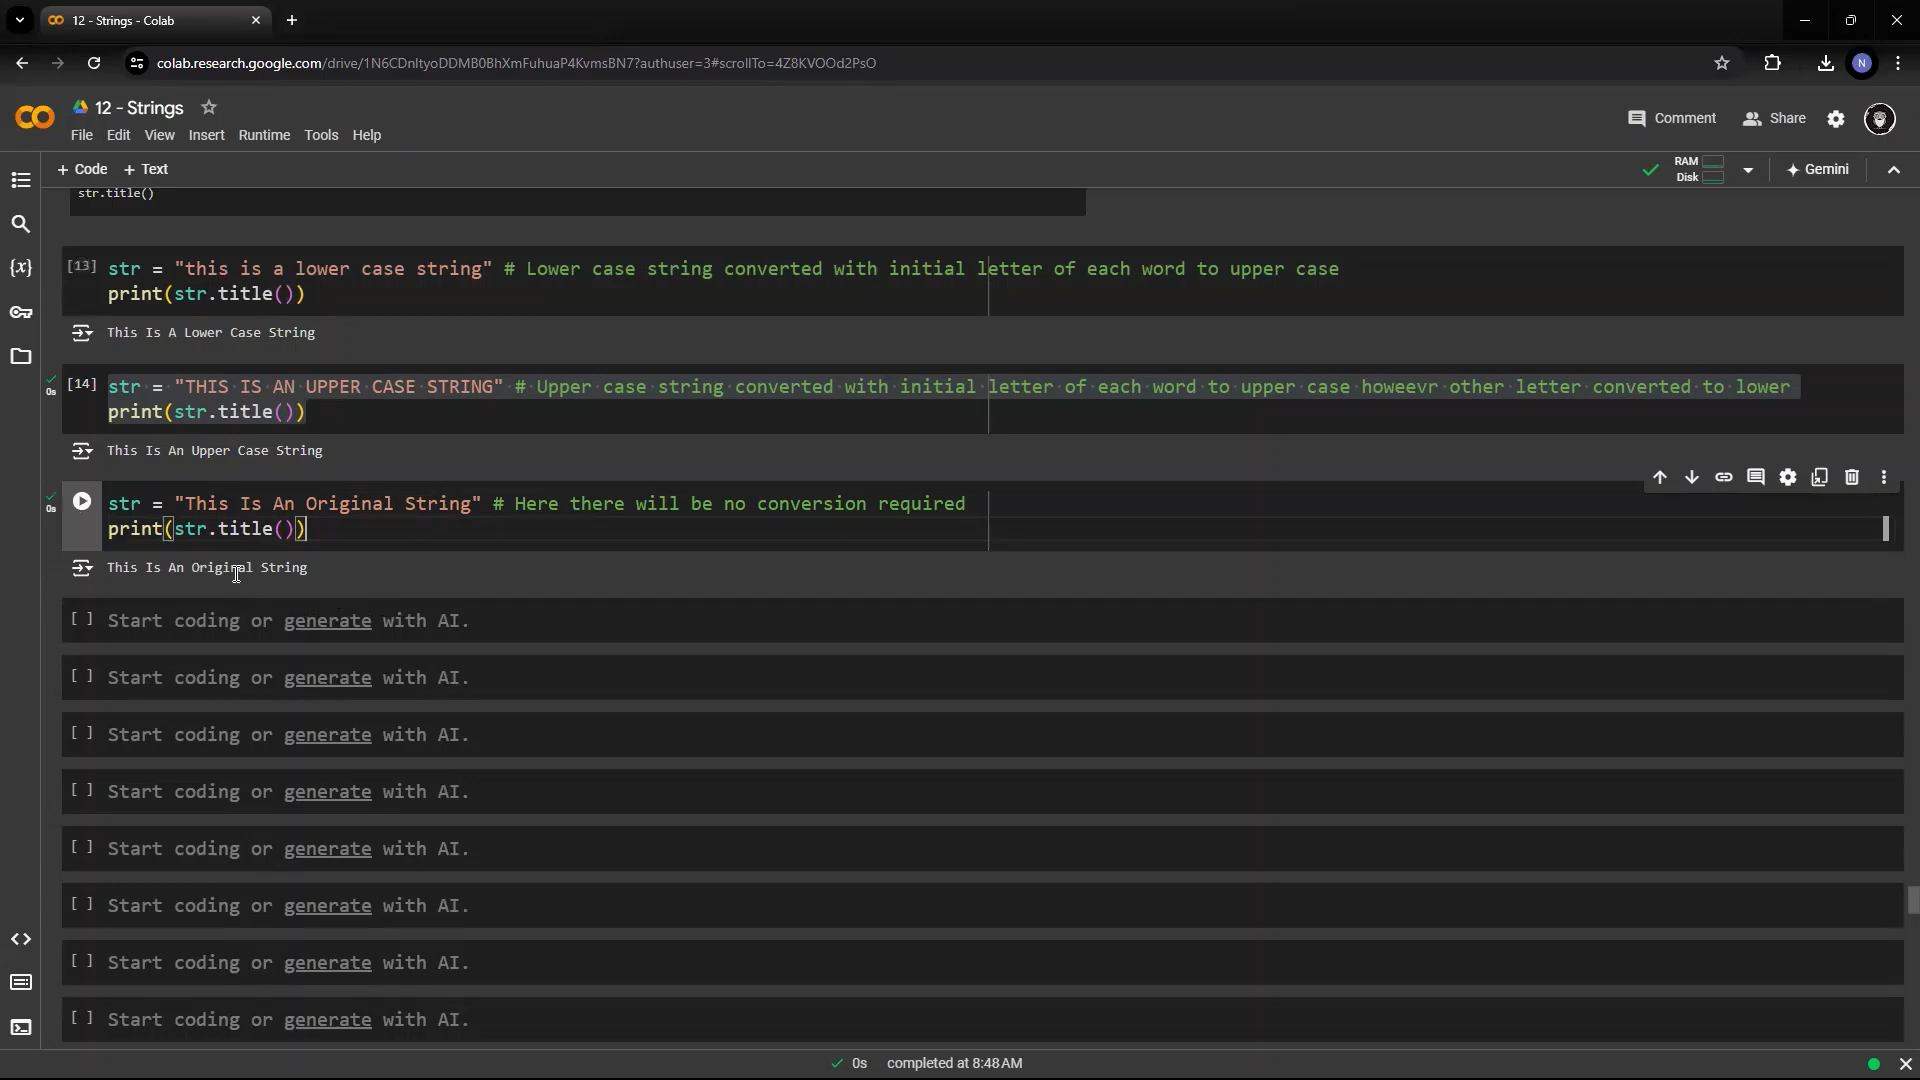 12 - Strings - Colab
colab.research.google.com/drive/1N6CDnItyoDDMB0BhXmFuhuaP4KvmsBN7?authuser=3#scrollTo=4Z8KVOOd2PsO
N
12 - Strings
File Edit View Insert Runtime Tools Help
Comment
Share
+ Code + Text
RAM
Disk
Gemini
str.title()
[13] str = "this is a lower case string" # Lower case string converted with initial letter of each word to upper case
print(str.title())
This Is A Lower Case String
0s
[14] str = "THIS IS AN UPPER CASE STRING" # Upper case string converted with initial letter of each word to upper case howeevr other letter converted to lower
print(str.title())
This Is An Upper Case String
0s
str = "This Is An Original String" # Here there will be no conversion required
print(str.title())
This Is An Original String
[ ] Start coding or generate with AI.
[ ] Start coding or generate with AI.
[ ] Start coding or generate with AI.
[ ] Start coding or generate with AI.
[ ] Start coding or generate with AI.
[ ] Start coding or generate with AI.
[ ] Start coding or generate with AI.
[ ] Start coding or generate with AI.
0s completed at 8:48 AM